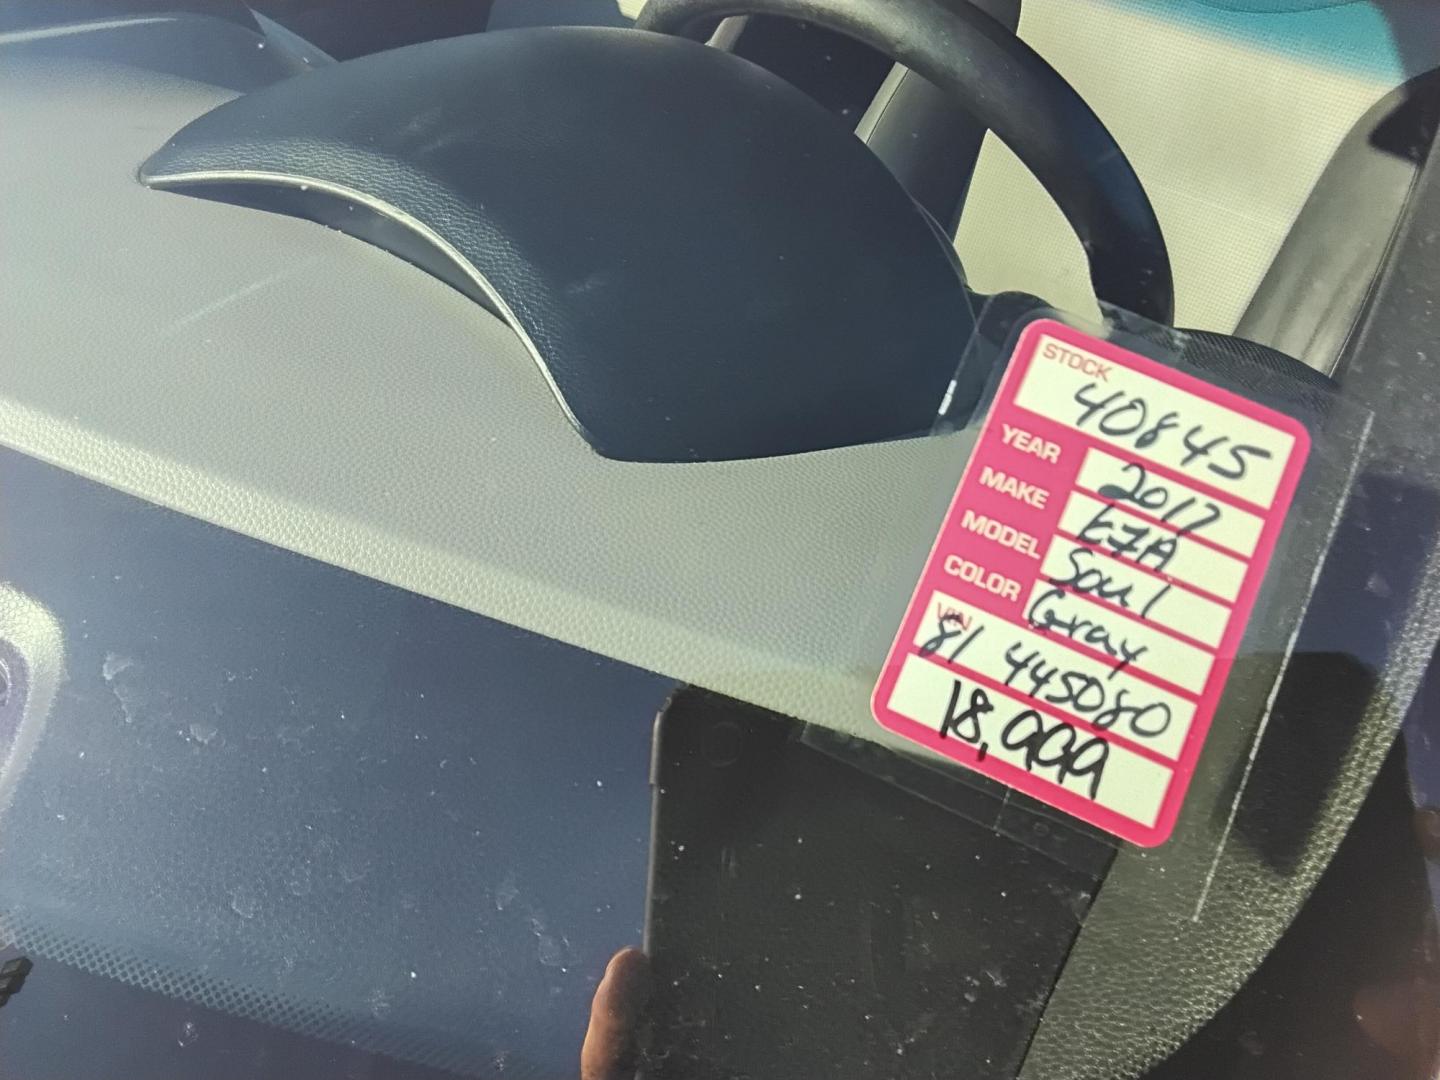 STOCK
40845
YEAR 2017
MAKE KIA
MODEL Soul
COLOR Gray
VIN
81 445080
18,999